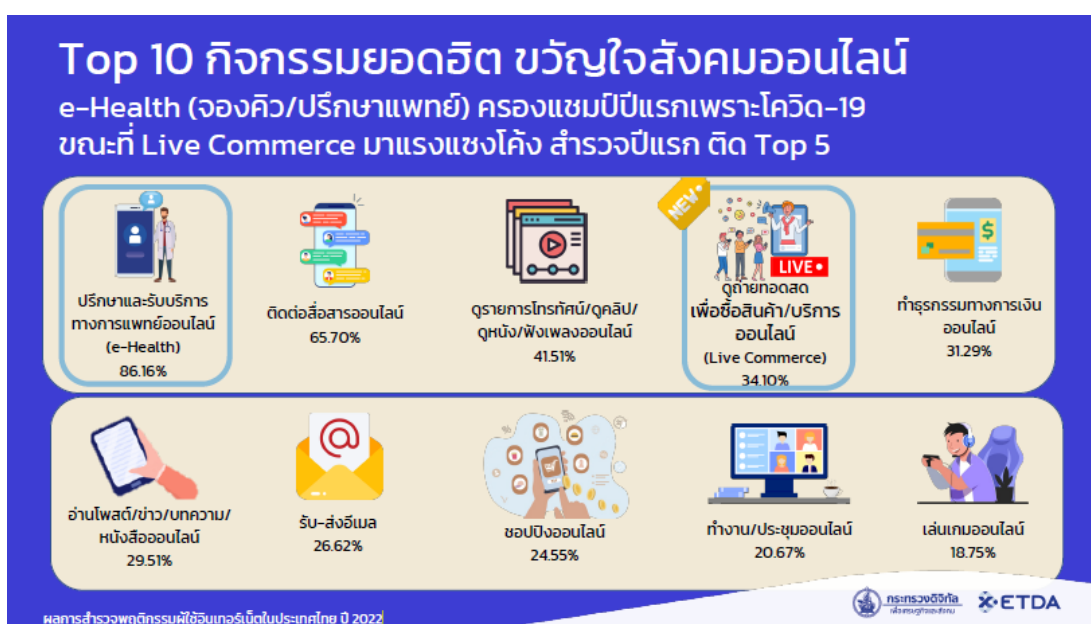 Top 10 กิจกรรมยอดฮิต ขวัญใจสังคมออนไลน์
e-Health (จองคิว/ปรึกษาแพทย์) ครองแชมป์ปีแรกเพราะโควิด-19
ขณะที่ Live Commerce มาแรงแซงโค้ง สำรวจปีแรก ติด Top 5
ปรึกษาและรับบริการ
ทางการแพทย์ออนไลน์
(e-Health)
86.16%
ติดต่อสื่อสารออนไลน์
65.70%
ดูรายการโทรทัศน์/ดูคลิป/
ดูหนัง/ฟังเพลงออนไลน์
41.51%
NEW
LIVE
ดูถ่ายทอดสด
เพื่อซื้อสินค้า/บริการ
ออนไลน์
(Live Commerce)
34.10%
ทำธุรกรรมทางการเงิน
ออนไลน์
31.29%
อ่านโพสต์/ข่าว/บทความ/
หนังสือออนไลน์
29.51%
รับ-ส่งอีเมล
26.62%
ชอปปิงออนไลน์
24.55%
ทำงาน/ประชุมออนไลน์
20.67%
เล่นเกมออนไลน์
18.75%
ผลการสำรวจพฤติกรรมผู้ใช้อินเทอร์เน็ตในประเทศไทย ปี 2022
กระทรวงดิจิทัล
เพื่อเศรษฐกิจและสังคม
ETDA